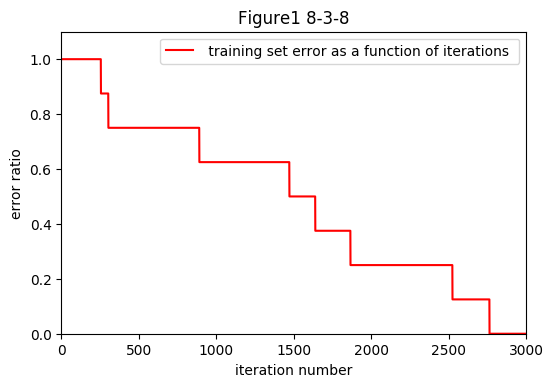 Figure1 8-3-8
training set error as a function of iterations
1.0
0.8
0.6
0.4
0.2
0.0
error ratio
0 500 1000 1500 2000 2500 3000
iteration number